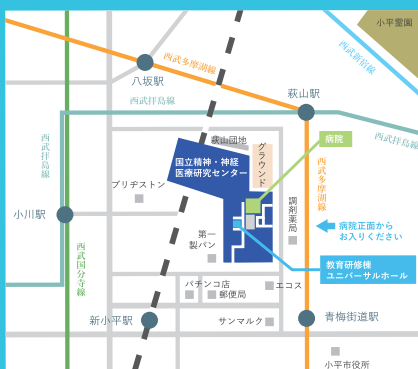 小平霊園
西武新宿線
西武多摩湖線
八坂駅
萩山駅
西武拝島線
西武拝島線
西武拝島線
萩山団地
グラウンド
病院
国立精神・神経
医療研究センター
ブリヂストン
西武多摩湖線
調剤薬局
小川駅
病院正面から
お入りください
第一
製パン
西武国分寺線
教育研修棟
ユニバーサルホール
パチンコ店
郵便局
エコス
新小平駅
サンマルク
青梅街道駅
小平市役所